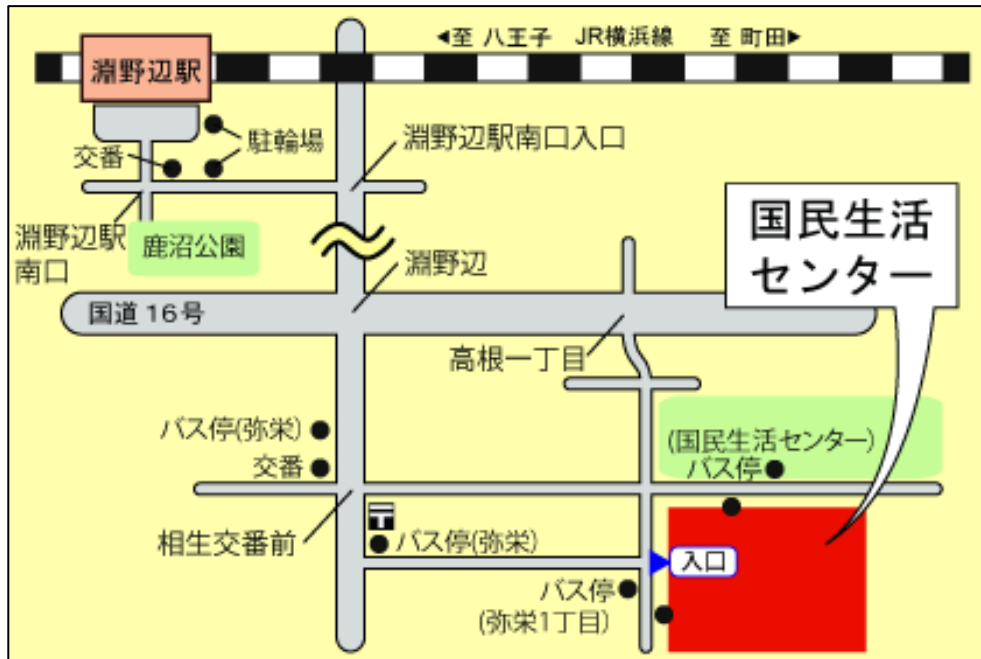 ◀至 八王子 JR横浜線 至 町田▶
淵野辺駅
駐輪場
交番
淵野辺駅南口入口
淵野辺駅
南口
鹿沼公園
国民生活
センター
淵野辺
国道16号
高根一丁目
バス停(弥栄)
交番
(国民生活センター)
バス停
相生交番前
〒
バス停(弥栄)
入口
バス停
(弥栄1丁目)